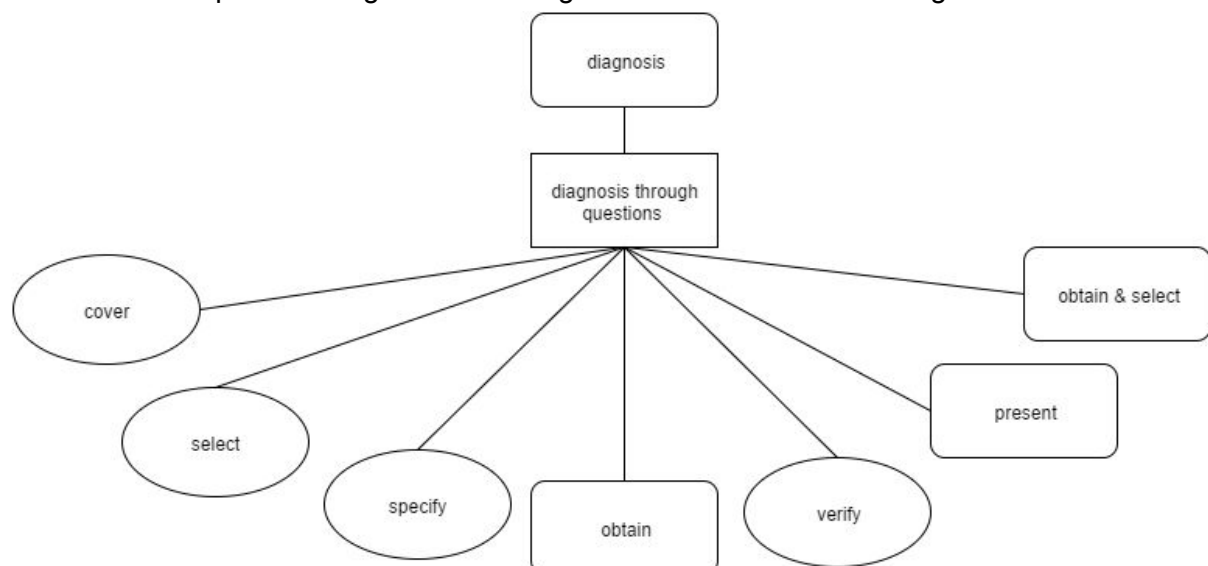 diagnosis
diagnosis through
questions
cover
obtain & select
select
present
specify
obtain
verify